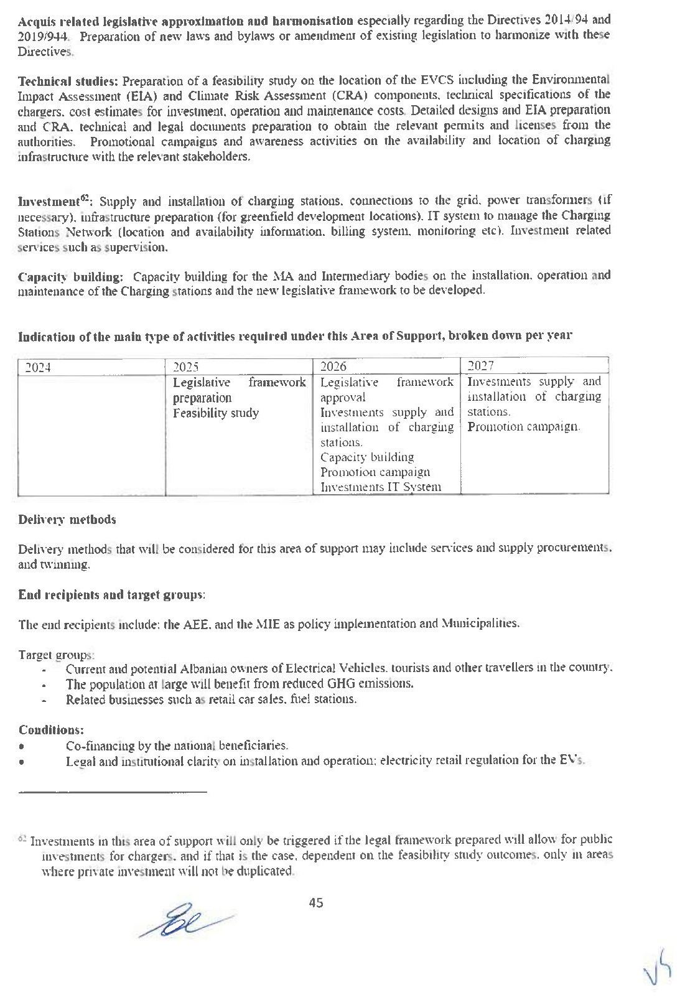 Acquis related legislative approximation and harmonisation especially regarding the Directives 2014/94 and
2019/944. Preparation of new laws and bylaws or amendment of existing legislation to harmonize with these
Directives.
Technical studies: Preparation of a feasibility study on the location of the EVCS including the Environmental
Impact Assessment (EIA) and Climate Risk Assessment (CRA) components, technical specifications of the
chargers, cost estimates for investment, operation and maintenance costs. Detailed designs and EIA preparation
and CRA, technical and legal documents preparation to obtain the relevant permits and licenses from the
authorities. Promotional campaigns and awareness activities on the availability and location of charging
infrastructure with the relevant stakeholders.
Investment62: Supply and installation of charging stations, connections to the grid, power transformers (if
necessary), infrastructure preparation (for greenfield development locations). IT system to manage the Charging
Stations Network (location and availability information, billing system, monitoring etc). Investment related
services such as supervision.
Capacity building: Capacity building for the MA and Intermediary bodies on the installation, operation and
maintenance of the Charging stations and the new legislative framework to be developed.
Indication of the main type of activities required under this Area of Support, broken down per year
2024
2025
2026
2027
Legislative framework
preparation
Feasibility study
Legislative framework
approval
Investments supply and
installation of charging
stations.
Capacity building
Promotion campaign
Investments IT System
Investments supply and
installation of charging
stations.
Promotion campaign.
Delivery methods
Delivery methods that will be considered for this area of support may include services and supply procurements,
and twinning.
End recipients and target groups:
The end recipients include: the AEE, and the MIE as policy implementation and Municipalities.
Target groups:
- Current and potential Albanian owners of Electrical Vehicles, tourists and other travellers in the country.
- The population at large will benefit from reduced GHG emissions.
- Related businesses such as retail car sales, fuel stations.
Conditions:
• Co-financing by the national beneficiaries.
• Legal and institutional clarity on installation and operation; electricity retail regulation for the EVs.
62 Investments in this area of support will only be triggered if the legal framework prepared will allow for public
investments for chargers, and if that is the case, dependent on the feasibility study outcomes, only in areas
where private investment will not be duplicated.
45